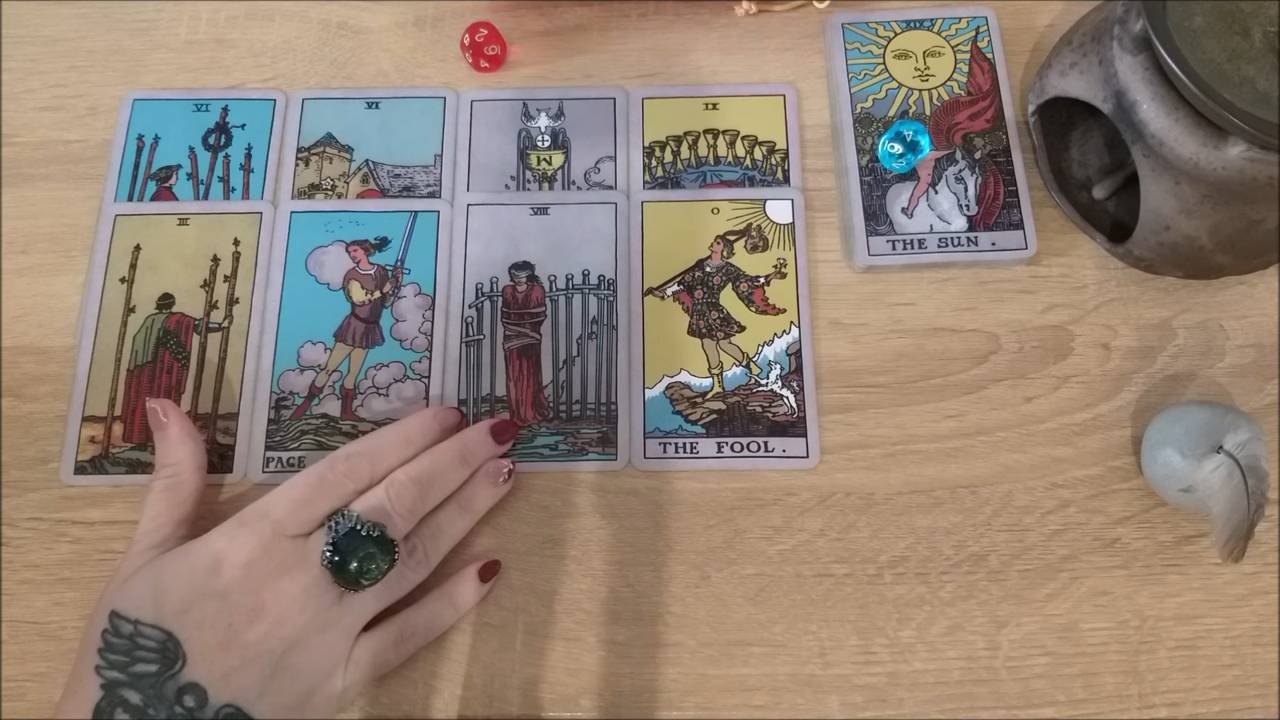 VI
VI
IX
XIX
THE SUN.
III
VIII
0
PAGE
THE FOOL.